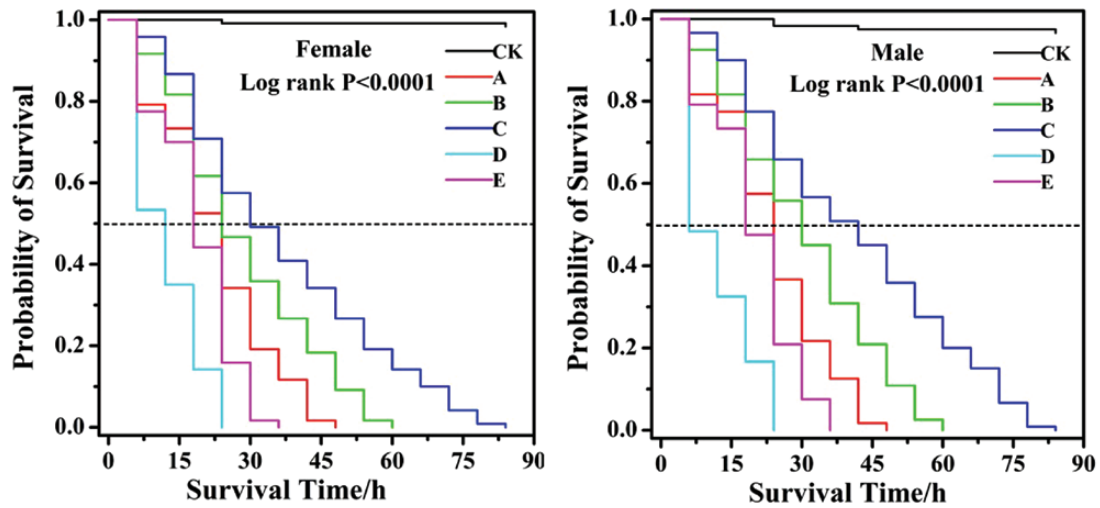 Probability of Survival
1.0
0.8
0.6
0.4
0.2
0.0
Female
Log rank P<0.0001
CK
A
B
C
D
E
0
15
30
45
60
75
90
Survival Time/h
Probability of Survival
1.0
0.8
0.6
0.4
0.2
0.0
Male
Log rank P<0.0001
CK
A
B
C
D
E
0
15
30
45
60
75
90
Survival Time/h